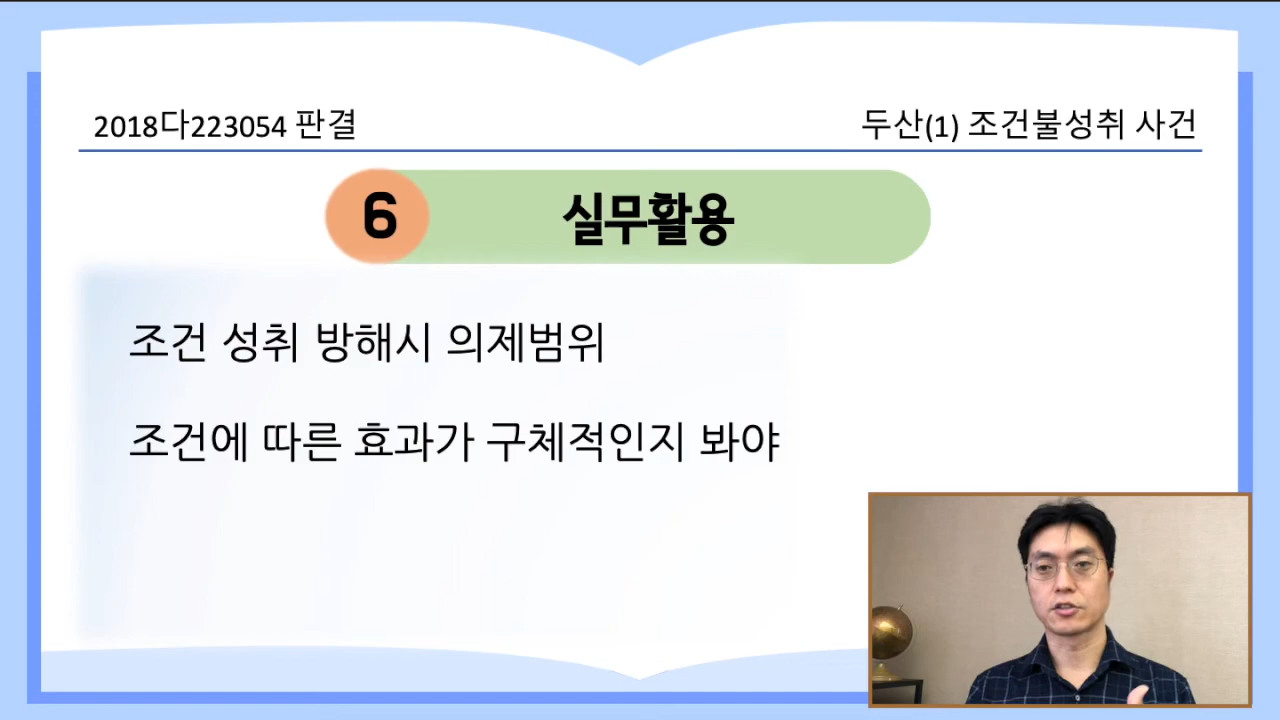 2018다223054 판결
두산(1) 조건불성취 사건
6 실무활용
조건 성취 방해시 의제범위
조건에 따른 효과가 구체적인지 봐야